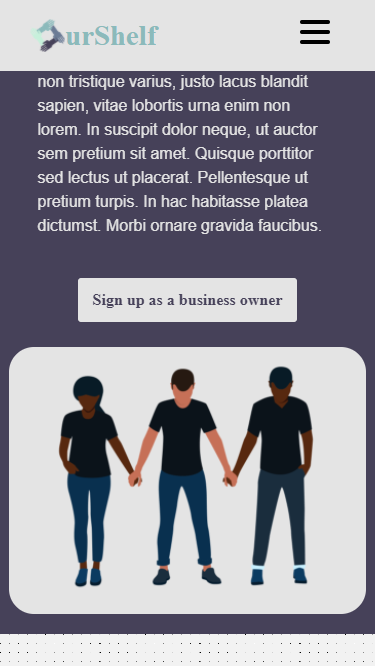 urShelf
non tristique varius, justo lacus blandit
sapien, vitae lobortis urna enim non
lorem. In suscipit dolor neque, ut auctor
sem pretium sit amet. Quisque porttitor
sed lectus ut placerat. Pellentesque ut
pretium turpis. In hac habitasse platea
dictumst. Morbi ornare gravida faucibus.
Sign up as a business owner